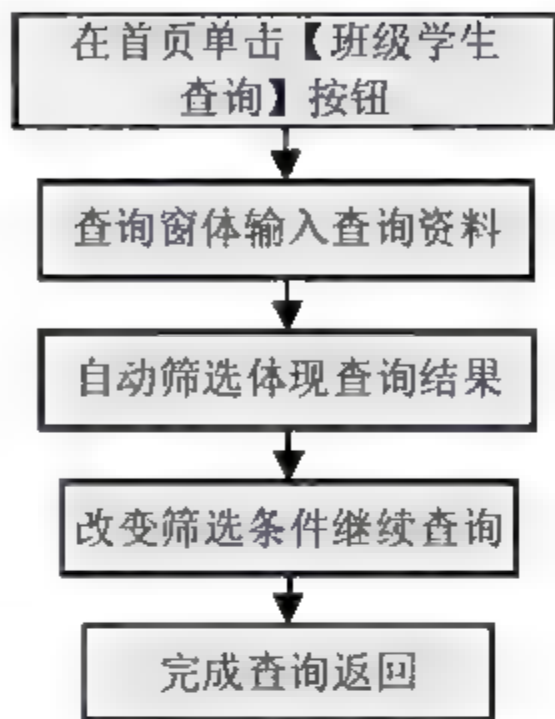 在首页单击【班级学生
查询】按钮
查询窗体输入查询资料
自动筛选体现查询结果
改变筛选条件继续查询
完成查询返回